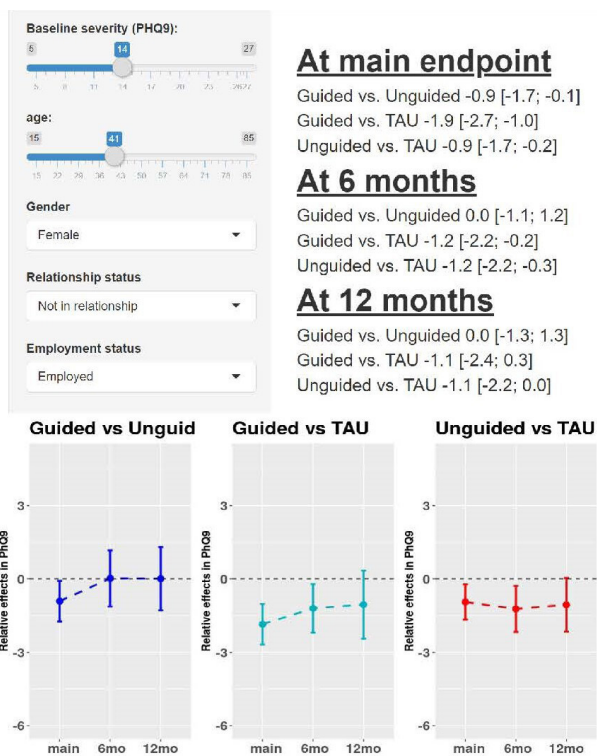 Baseline severity (PHQ9):
5 14 27
5 8 11 14 17 20 23 2627
age:
15 41 85
15 22 29 36 43 50 57 64 71 78 85
Gender
Female
Relationship status
Not in relationship
Employment status
Employed
At main endpoint
Guided vs. Unguided -0.9 [-1.7; -0.1]
Guided vs. TAU -1.9 [-2.7; -1.0]
Unguided vs. TAU -0.9 [-1.7; -0.2]
At 6 months
Guided vs. Unguided 0.0 [-1.1; 1.2]
Guided vs. TAU -1.2 [-2.2; -0.2]
Unguided vs. TAU -1.2 [-2.2; -0.3]
At 12 months
Guided vs. Unguided 0.0 [-1.3; 1.3]
Guided vs. TAU -1.1 [-2.4; 0.3]
Unguided vs. TAU -1.1 [-2.2; 0.0]
Guided vs Unguid
Relative effects in PHQ9
3
0
-3
-6
main 6mo 12mo
Guided vs TAU
Relative effects in PHQ9
3
0
-3
-6
main 6mo 12mo
Unguided vs TAU
Relative effects in PHQ9
3
0
-3
-6
main 6mo 12mo